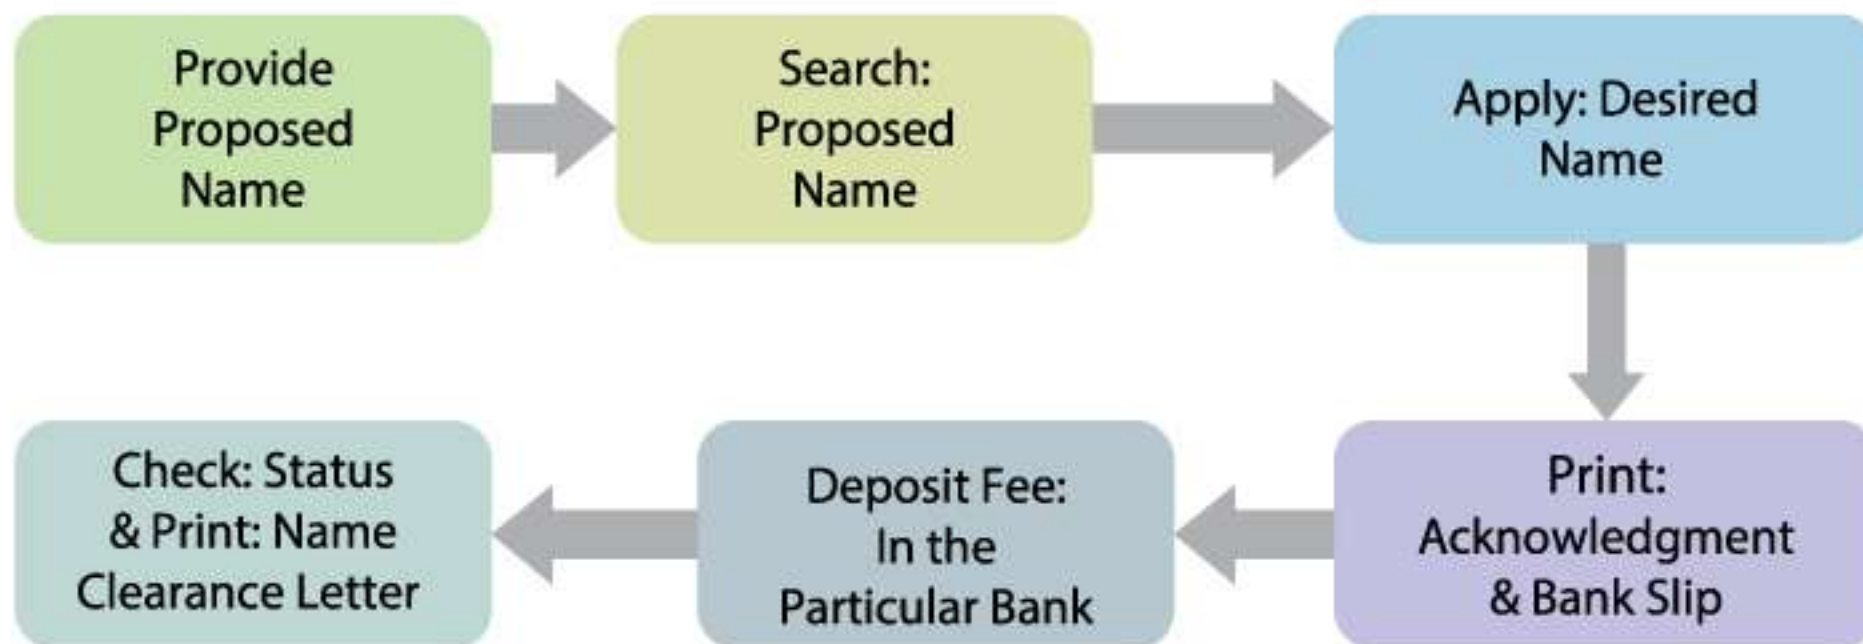 Provide
Proposed
Name
Search:
Proposed
Name
Apply: Desired
Name
Print:
Acknowledgment
& Bank Slip
Deposit Fee:
In the
Particular Bank
Check: Status
& Print: Name
Clearance Letter